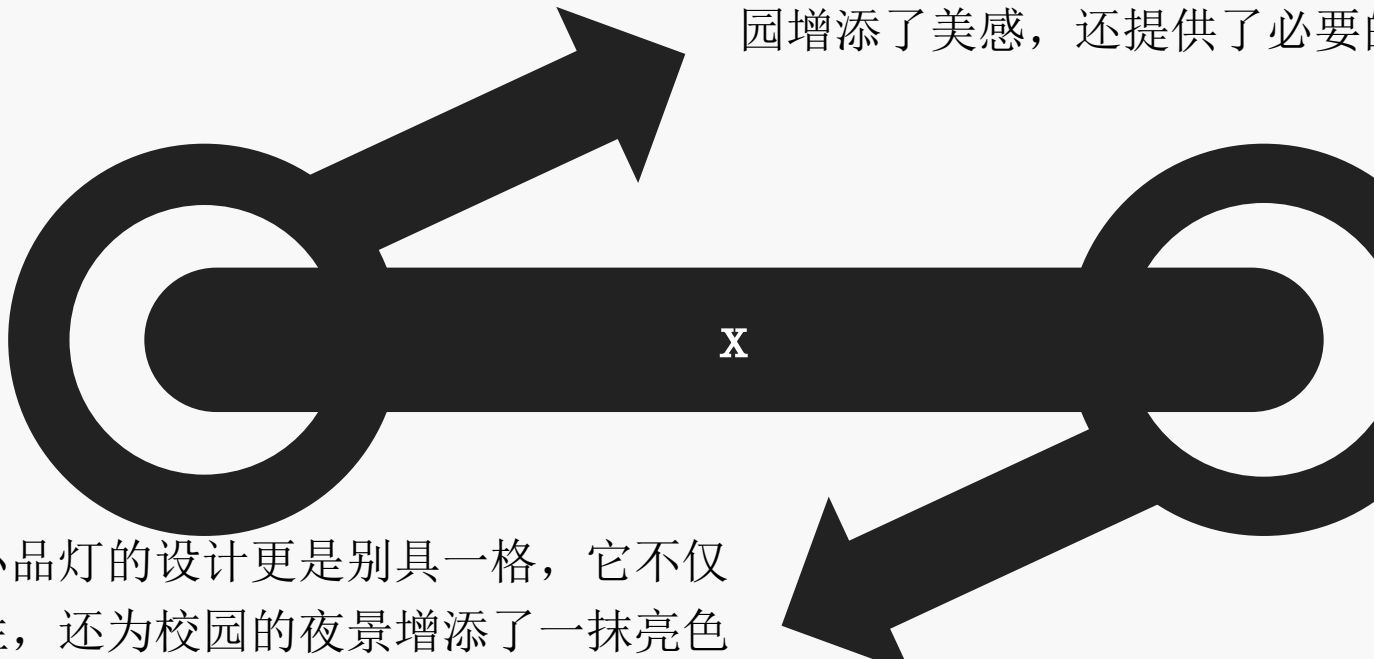 园增添了美感，还提供了必要的
X
品灯的设计更是别具一格，它不仅
，还为校园的夜景增添了一抹亮色